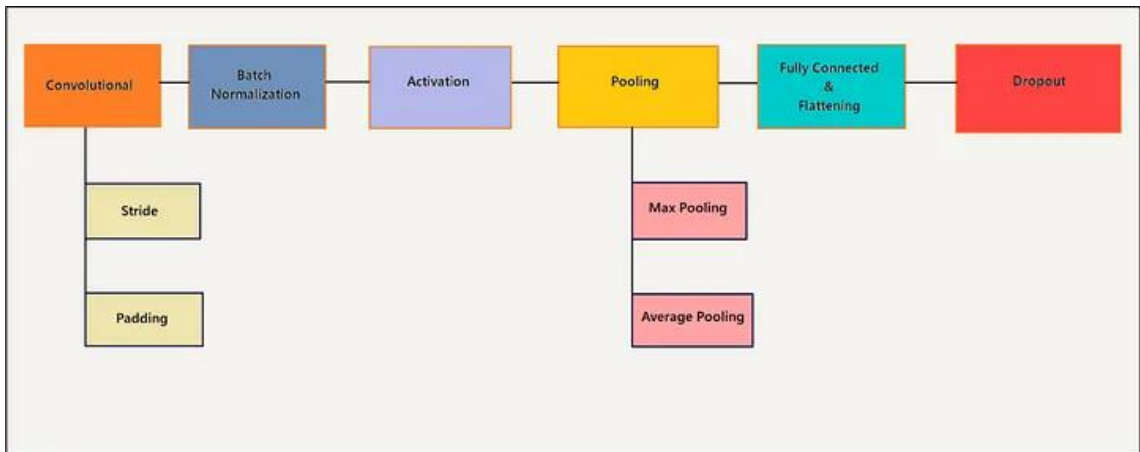 Convolutional
Batch
Normalization
Activation
Pooling
Fully Connected
&
Flattening
Dropout
Stride
Max Pooling
Padding
Average Pooling